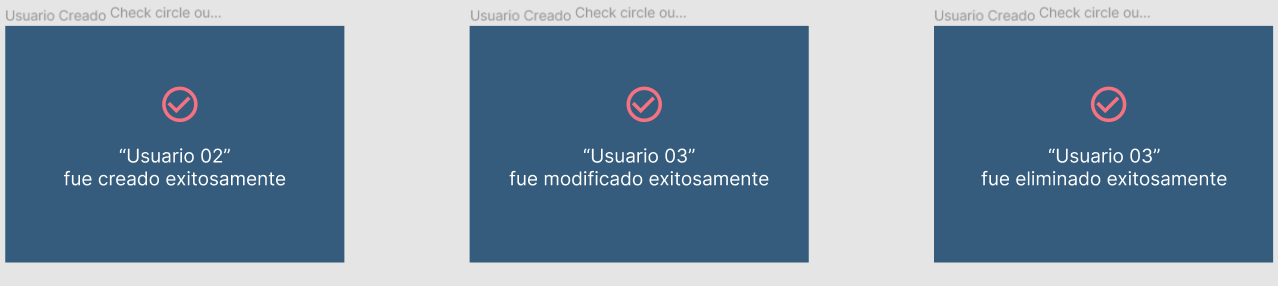 Usuario Creado Check circle ou...
“Usuario 02”
fue creado exitosamente
Usuario Creado Check circle ou...
“Usuario 03”
fue modificado exitosamente
Usuario Creado Check circle ou...
“Usuario 03”
fue eliminado exitosamente